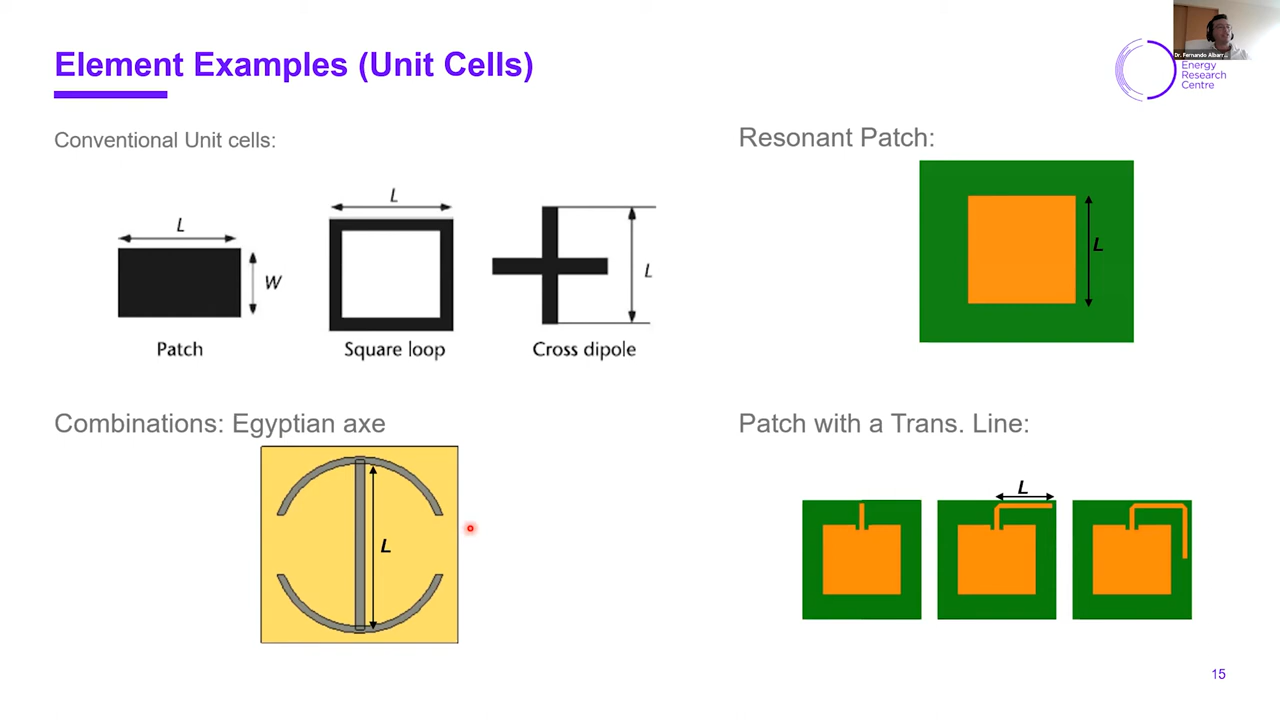 Element Examples (Unit Cells)
Dr. Fernando Albarr...
Energy
Research
Centre
Conventional Unit cells:
L
W
Patch
L
Square loop
L
Cross dipole
Resonant Patch:
L
Combinations: Egyptian axe
L
Patch with a Trans. Line:
L
15